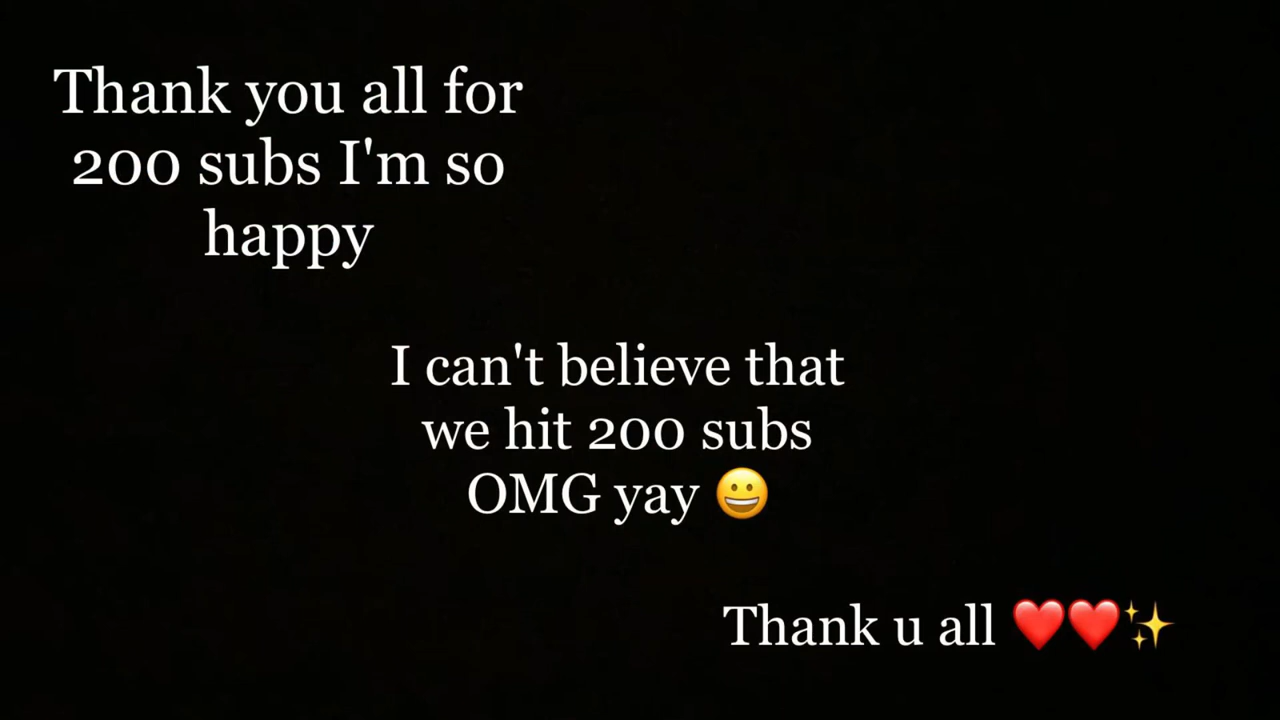 Thank you all for
200 subs I'm so
happy
I can't believe that
we hit 200 subs
OMG yay 😀
Thank u all ❤️❤️✨